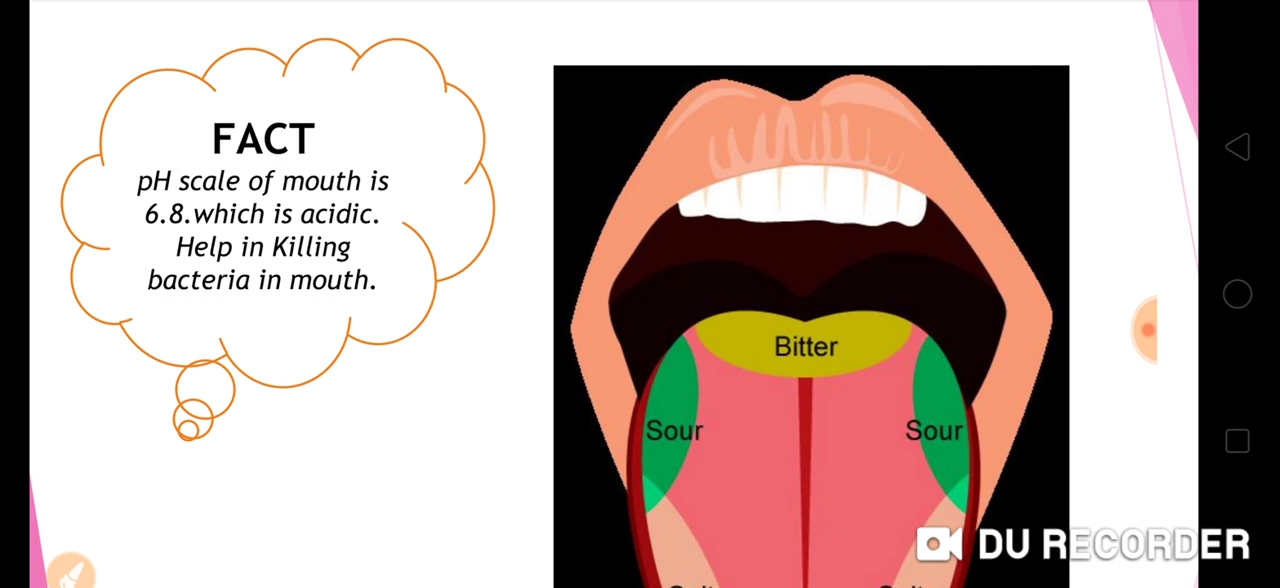 FACT
pH scale of mouth is
6.8.which is acidic.
Help in Killing
bacteria in mouth.
Bitter
Sour
Sour
DU RECORDER